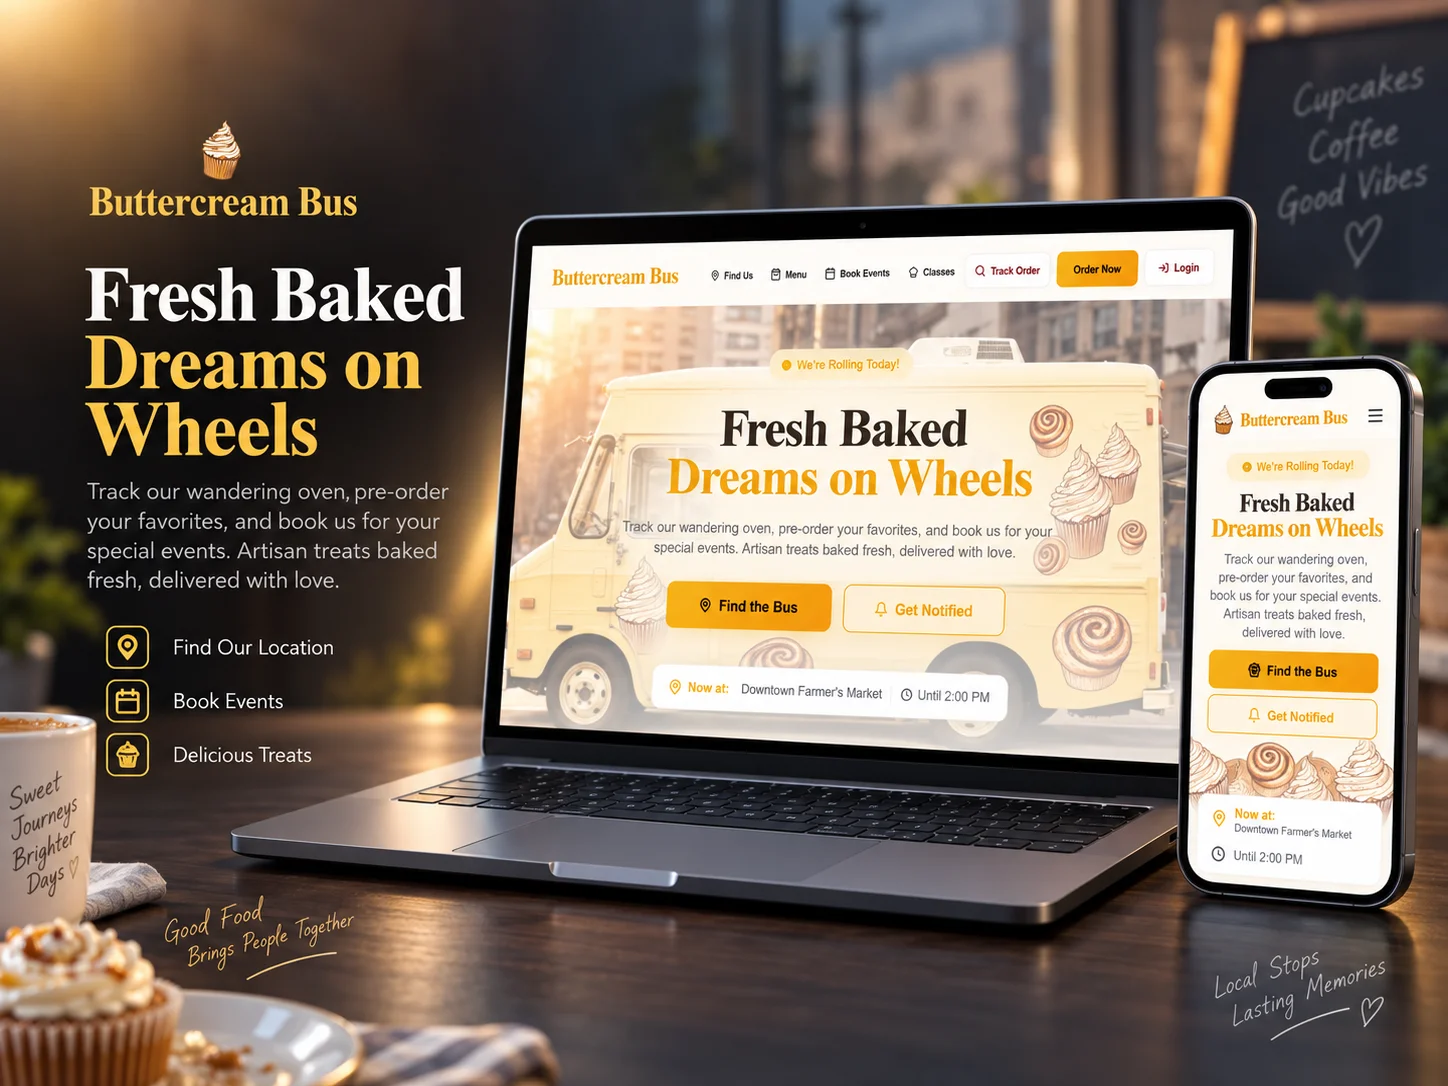 Buttercream Bus
Fresh Baked
Dreams on
Wheels
Track our wandering oven, pre-order
your favorites, and book us for your
special events. Artisan treats baked
fresh, delivered with love.
Find Our Location
Book Events
Delicious Treats
Sweet
Journeys
Brighter
Days
Good Food
Brings People Together
Buttercream Bus
Find Us
Menu
Book Events
Classes
Track Order
Order Now
Login
We're Rolling Today!
Fresh Baked
Dreams on Wheels
Track our wandering oven, pre-order your favorites, and book us for your
special events. Artisan treats baked fresh, delivered with love.
Find the Bus
Get Notified
Now at: Downtown Farmer's Market
Until 2:00 PM
Cupcakes
Coffee
Good Vibes
Buttercream Bus
We're Rolling Today!
Fresh Baked
Dreams on Wheels
Track our wandering oven,
pre-order your favorites, and
book us for your special events.
Artisan treats baked fresh,
delivered with love.
Find the Bus
Get Notified
Now at:
Downtown Farmer's Market
Until 2:00 PM
Local Stops
Lasting Memories